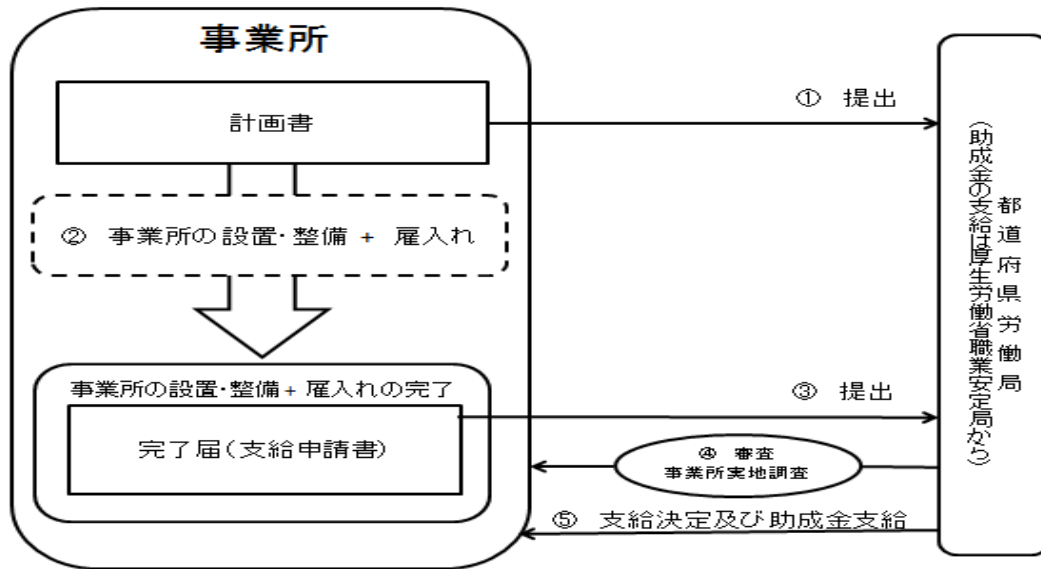 事業所
計画書
① 提出
② 事業所の設置・整備 + 雇入れ
事業所の設置・整備+雇入れの完了
完了届(支給申請書)
③ 提出
④ 審査
事業所実地調査
⑤ 支給決定及び助成金支給
都道府県労働局
(助成金の支給は厚生労働省職業安定局から)